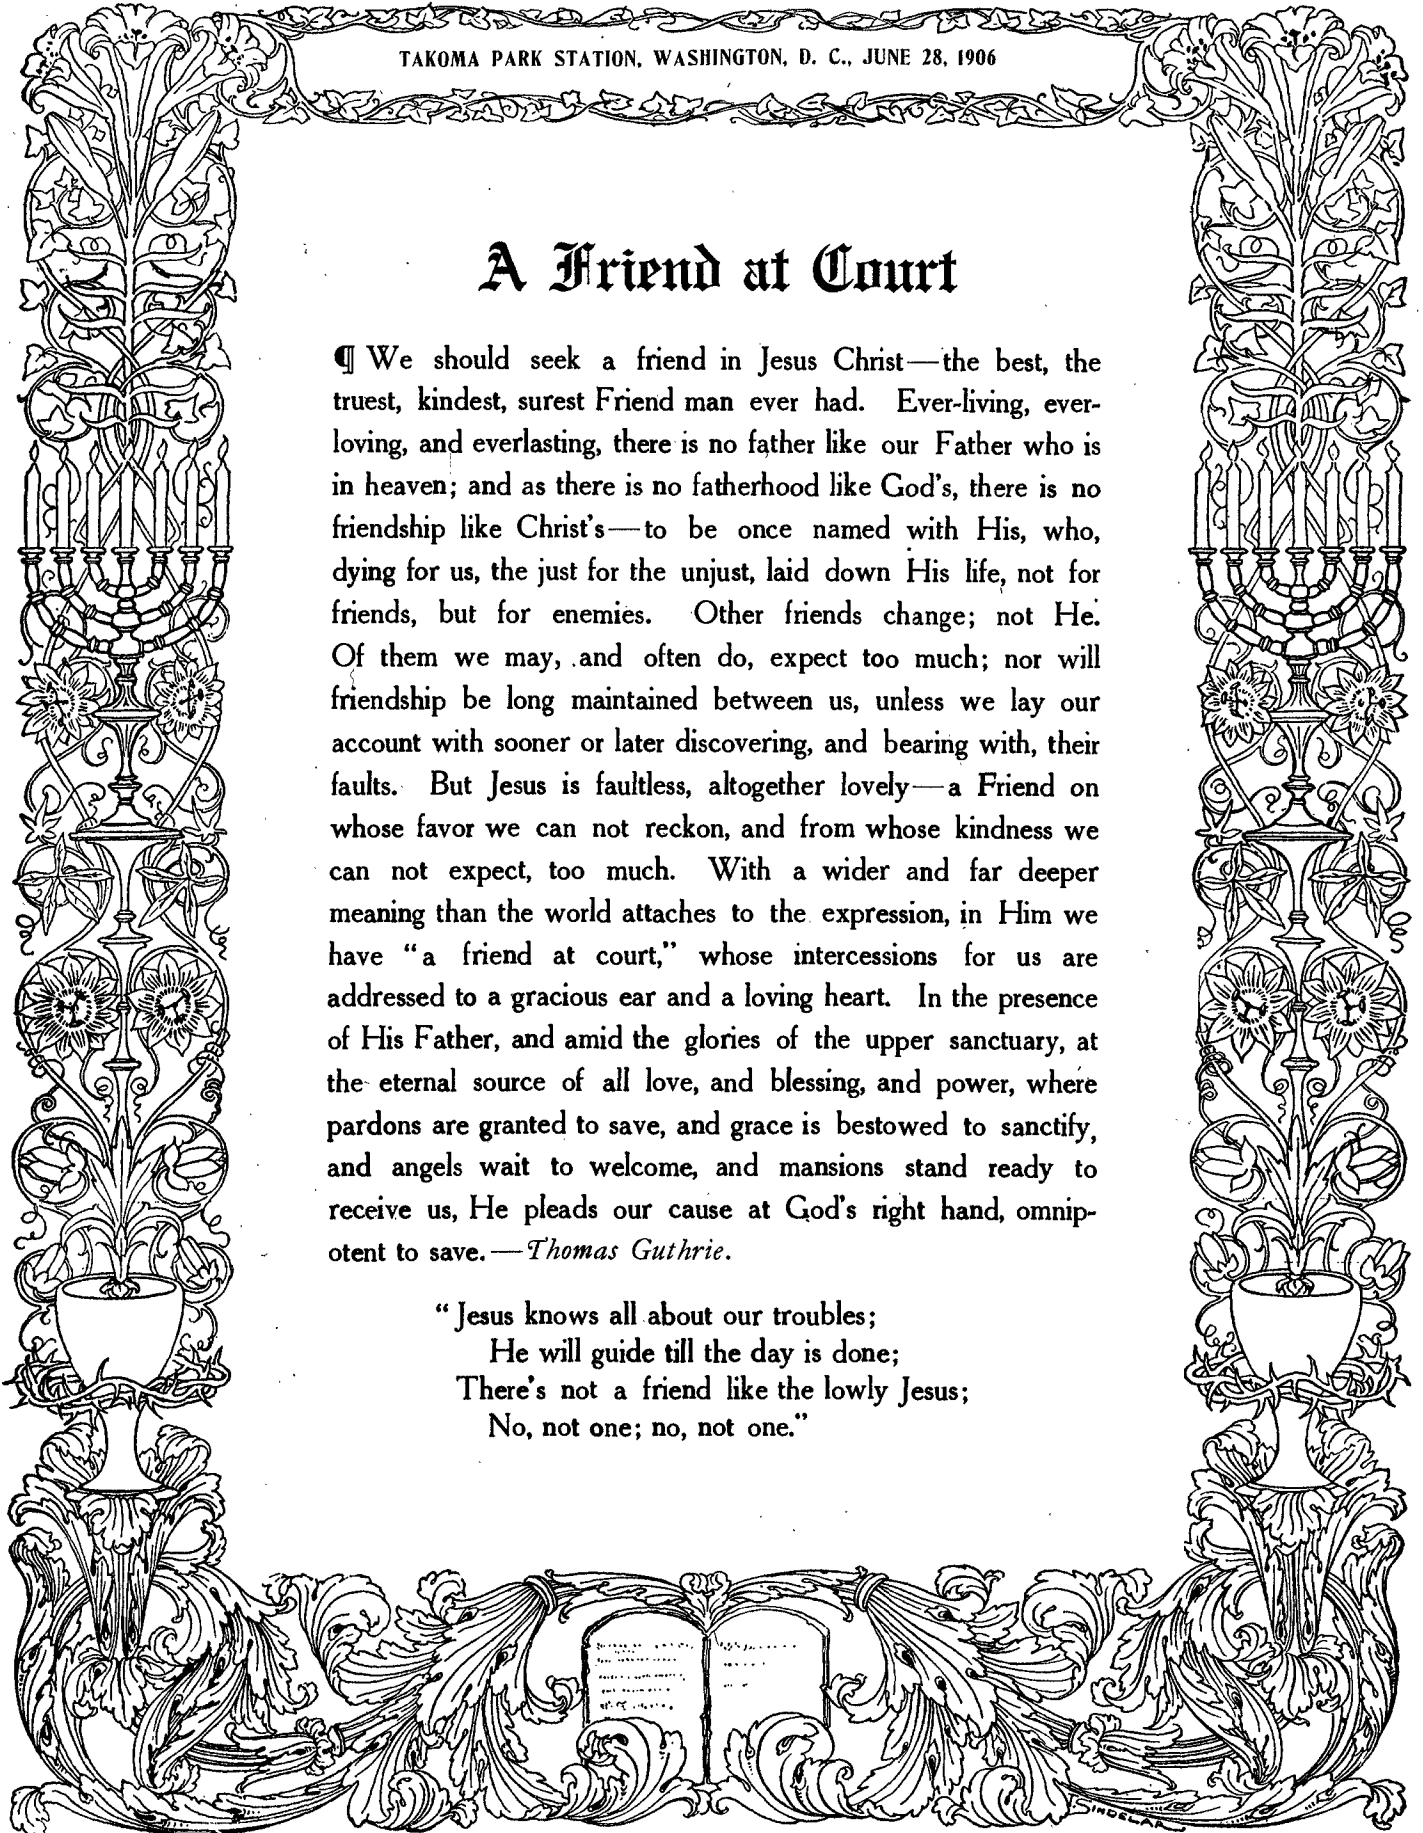 TAKOMA PARK STATION, WASHINGTON, D. C., JUNE 28, 1906
A Friend at Court
¶ We should seek a friend in Jesus Christ—the best, the
truest, kindest, surest Friend man ever had. Ever-living, ever-
loving, and everlasting, there is no father like our Father who is
in heaven; and as there is no fatherhood like God's, there is no
friendship like Christ's—to be once named with His, who,
dying for us, the just for the unjust, laid down His life, not for
friends, but for enemies. Other friends change; not He.
Of them we may, and often do, expect too much; nor will
friendship be long maintained between us, unless we lay our
account with sooner or later discovering, and bearing with, their
faults. But Jesus is faultless, altogether lovely—a Friend on
whose favor we can not reckon, and from whose kindness we
can not expect, too much. With a wider and far deeper
meaning than the world attaches to the expression, in Him we
have "a friend at court," whose intercessions for us are
addressed to a gracious ear and a loving heart. In the presence
of His Father, and amid the glories of the upper sanctuary, at
the eternal source of all love, and blessing, and power, where
pardons are granted to save, and grace is bestowed to sanctify,
and angels wait to welcome, and mansions stand ready to
receive us, He pleads our cause at God's right hand, omnip-
otent to save.—Thomas Guthrie.
"Jesus knows all about our troubles;
He will guide till the day is done;
There's not a friend like the lowly Jesus;
No, not one; no, not one."
SINDELAR